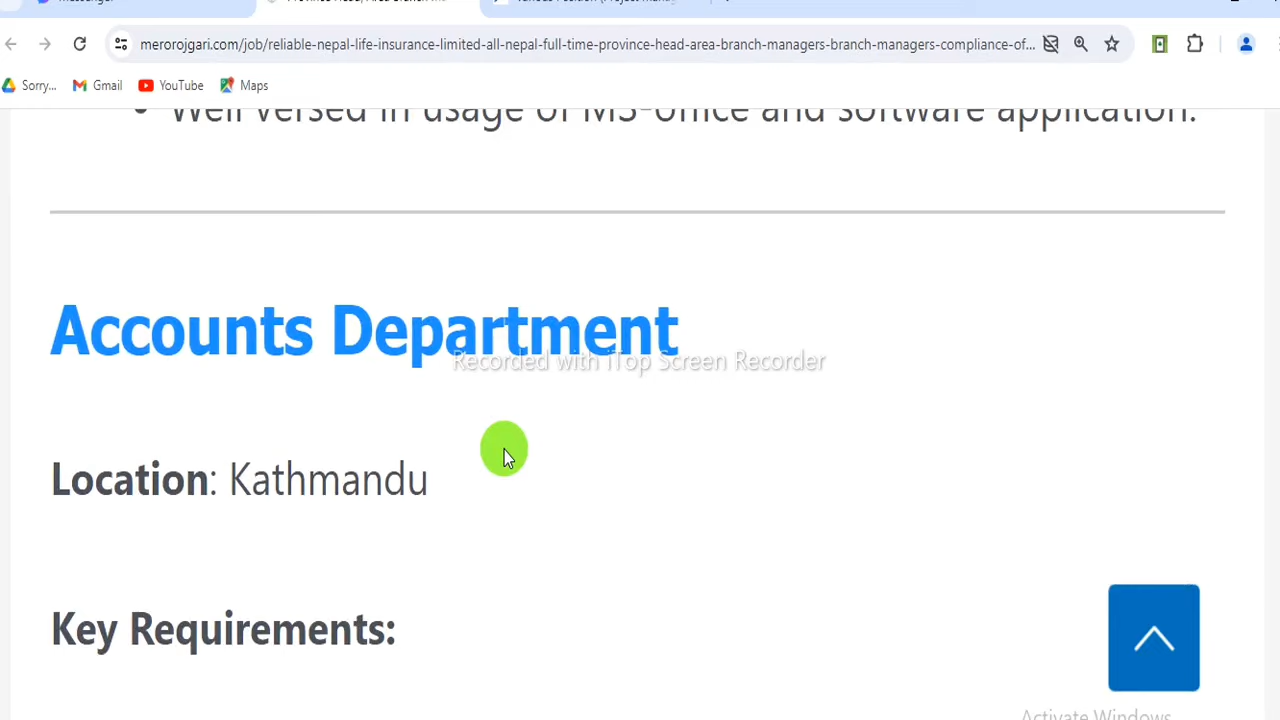 merorojgari.com/job/reliable-nepal-life-insurance-limited-all-nepal-full-time-province-head-area-branch-managers-branch-managers-compliance-of...
Sorry... Gmail YouTube Maps
Well versed in usage of MS-office and software application.
Accounts Department
Recorded with iTop Screen Recorder
Location: Kathmandu
Key Requirements:
Activate Windows